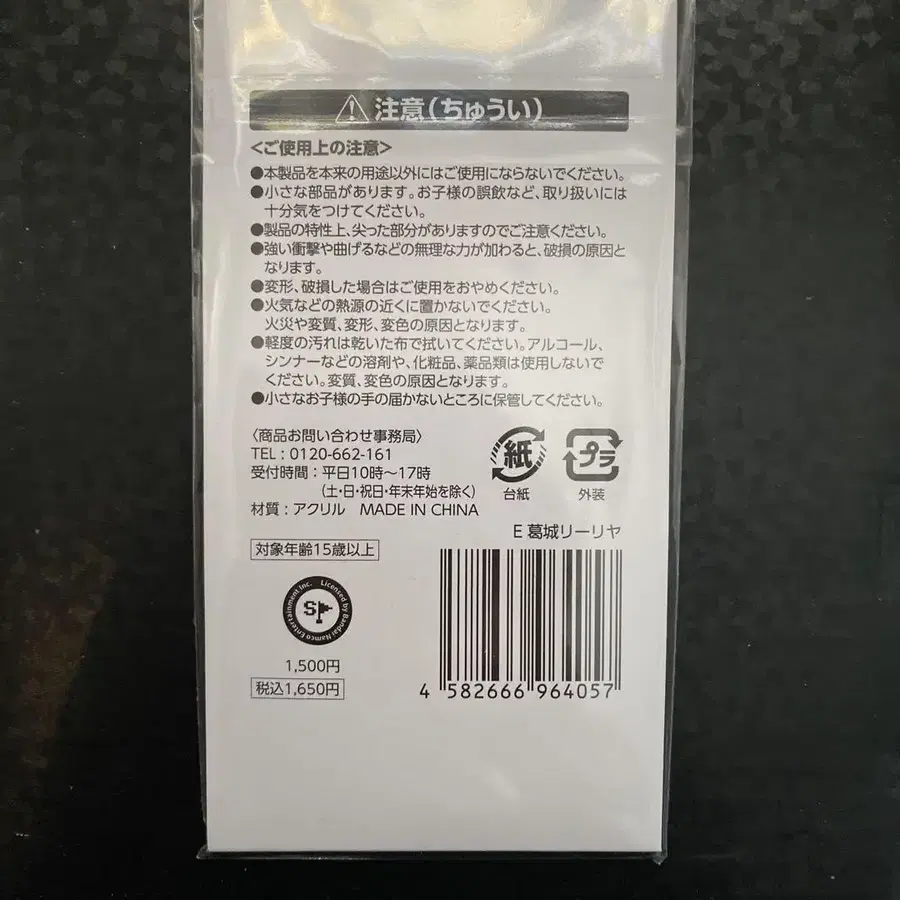 注意(ちゅうい)
<ご使用上の注意>
●本製品を本来の用途以外にはご使用にならないでください。
●小さな部品があります。お子様の誤飲など、取り扱いには
十分気をつけてください。
●製品の特性上、尖った部分がありますのでご注意ください。
●強い衝撃や曲げるなどの無理な力が加わると、破損の原因と
なります。
●変形、破損した場合はご使用をおやめください。
●火気などの熱源の近くに置かないでください。
火災や変質、変形、変色の原因となります。
●軽度の汚れは乾いた布で拭いてください。アルコール、
シンナーなどの溶剤や、化粧品、薬品類は使用しないで
ください。変質、変色の原因となります。
●小さなお子様の手の届かないところに保管してください。
〈商品お問い合わせ事務局〉
TEL:0120-662-161
受付時間:平日10時〜17時
(土・日・祝日・年末年始を除く)
材質:アクリル MADE IN CHINA
紙
台紙
プラ
外装
E 葛城リーリヤ
対象年齢15歳以上
Licensed by Bandai Namco Entertainment Inc.
S
1,500円
税込1,650円
4 582666 964057